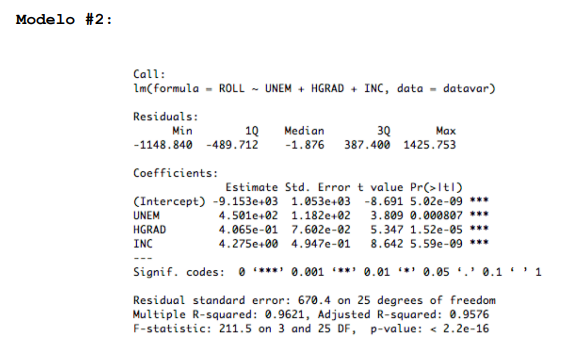 Modelo #2:
Call:
lm(formula = ROLL ~ UNEM + HGRAD + INC, data = datavar)
Residuals:
Min 1Q Median 3Q Max
-1148.840 -489.712 -1.876 387.400 1425.753
Coefficients:
Estimate Std. Error t value Pr(>|t|)
(Intercept) -9.153e+03 1.053e+03 -8.691 5.02e-09 ***
UNEM 4.501e+02 1.182e+02 3.809 0.000807 ***
HGRAD 4.065e-01 7.602e-02 5.347 1.52e-05 ***
INC 4.275e+00 4.947e-01 8.642 5.59e-09 ***
---
Signif. codes: 0 ‘***’ 0.001 ‘**’ 0.01 ‘*’ 0.05 ‘.’ 0.1 ‘ ’ 1
Residual standard error: 670.4 on 25 degrees of freedom
Multiple R-squared: 0.9621, Adjusted R-squared: 0.9576
F-statistic: 211.5 on 3 and 25 DF, p-value: < 2.2e-16